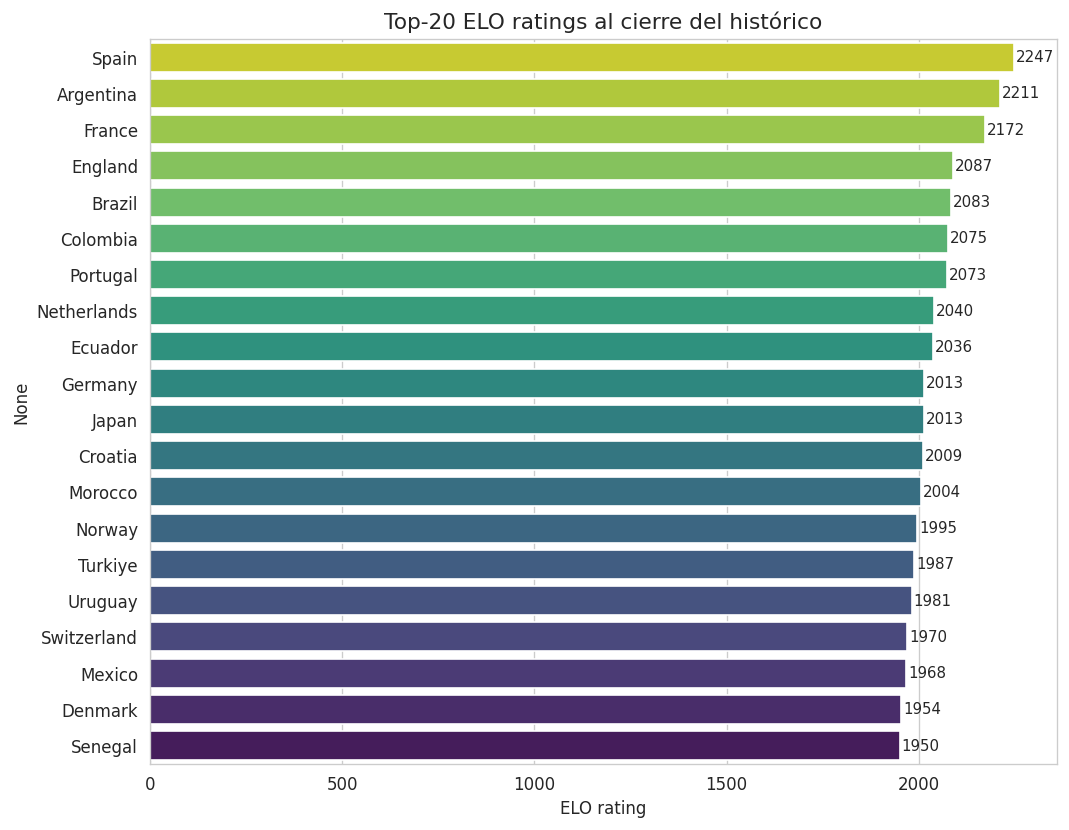 Top-20 ELO ratings al cierre del histórico
Spain 2247
Argentina 2211
France 2172
England 2087
Brazil 2083
Colombia 2075
Portugal 2073
Netherlands 2040
Ecuador 2036
Germany 2013
Japan 2013
Croatia 2009
Morocco 2004
Norway 1995
Turkiye 1987
Uruguay 1981
Switzerland 1970
Mexico 1968
Denmark 1954
Senegal 1950
None
0 500 1000 1500 2000
ELO rating